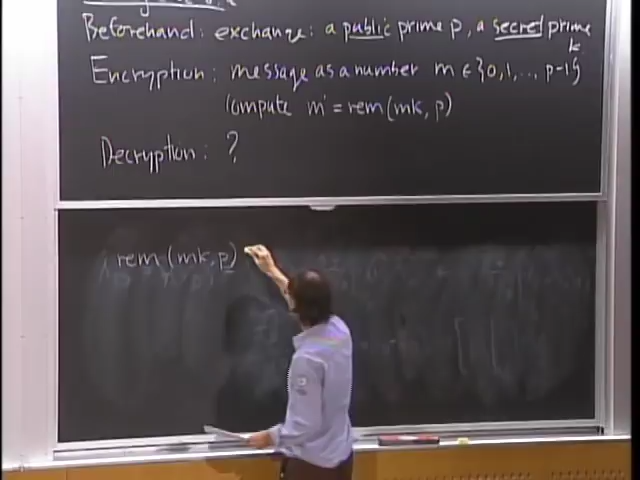 Beforehand: exchange: a public prime p, a secret prime
k
Encryption: message as a number m ∈ {0,1,..., p-1}
Compute m' = rem(mk, p)
Decryption: ?
rem(mk,p)